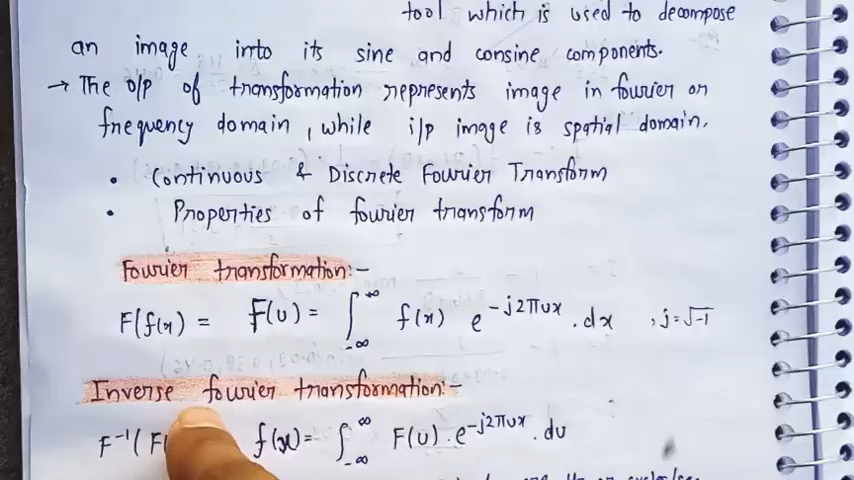 tool which is used to decompose
an image into its sine and consine components.
→ The o/p of transformation represents image in fourier or
frequency domain, while i/p image is spatial domain.
• Continuous & Discrete Fourier Transform
• Properties of fourier transform
Fourier transformation:-
F(f(x) = F(u) = ∫_{-∞}^{+∞} f(x) e^{-j2πux} . dx , j=√-1
Inverse fourier transformation:-
F^{-1}(F f(x) = ∫_{-∞}^{∞} F(u) . e^{-j2πux} . du